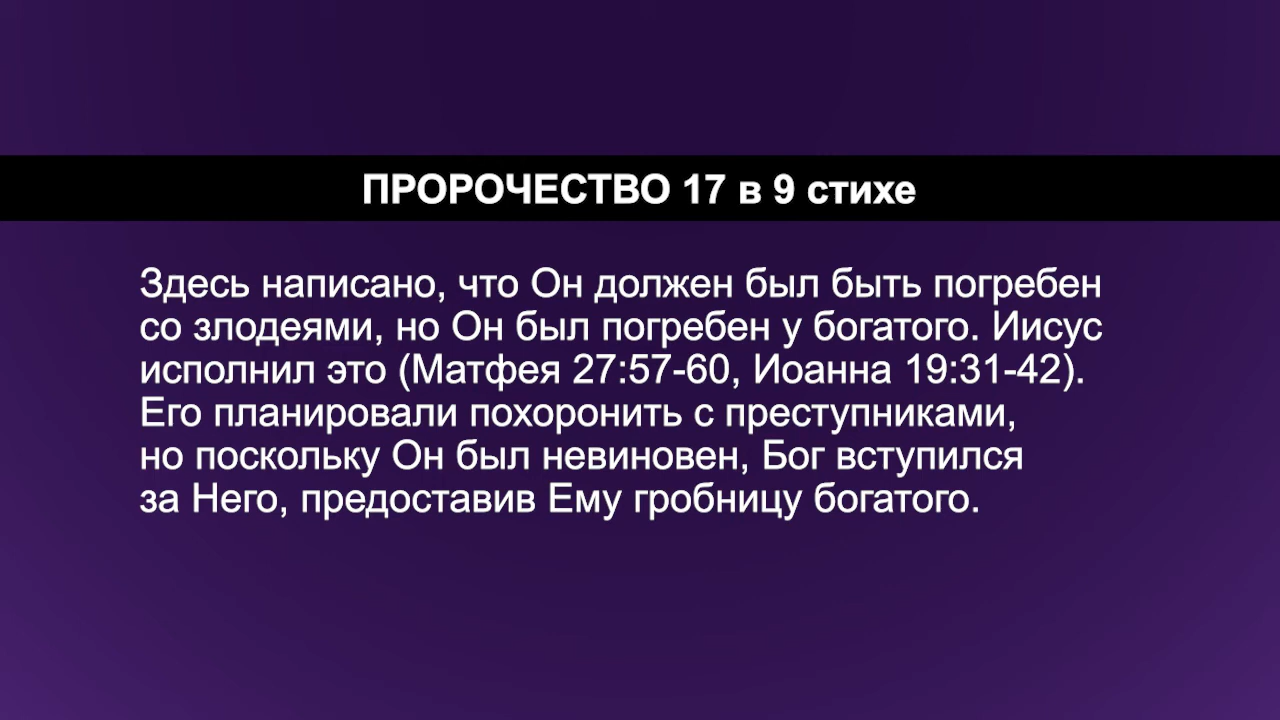 ПРОРОЧЕСТВО 17 в 9 стихе
Здесь написано, что Он должен был быть погребен
со злодеями, но Он был погребен у богатого. Иисус
исполнил это (Матфея 27:57-60, Иоанна 19:31-42).
Его планировали похоронить с преступниками,
но поскольку Он был невиновен, Бог вступился
за Него, предоставив Ему гробницу богатого.